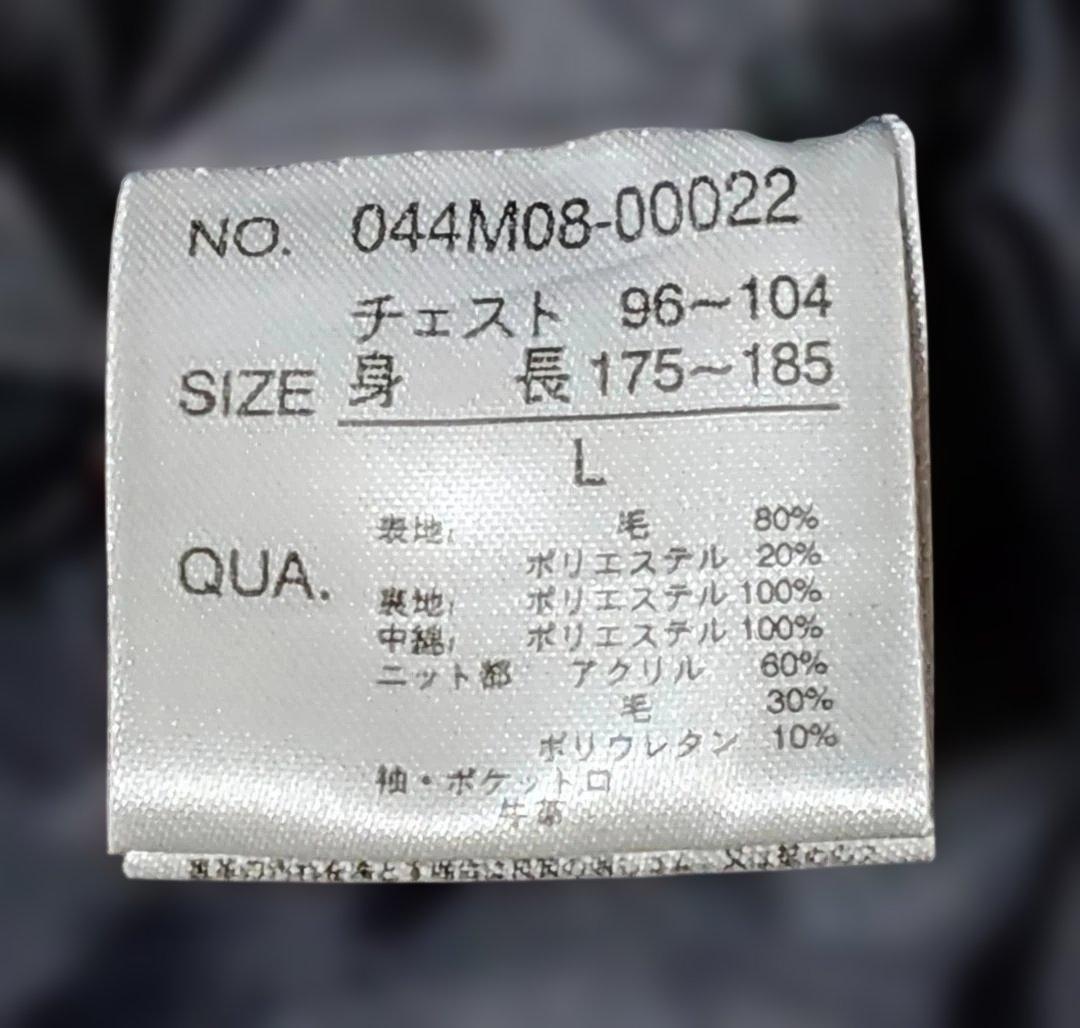 NO. 044M08-00022
チェスト 96~104
SIZE 身長 175~185
L
QUA. 表地; 毛 80%
ポリエステル 20%
裏地; ポリエステル 100%
中綿; ポリエステル 100%
ニット部 アクリル 60%
毛 30%
ポリウレタン 10%
袖・ポケット口
牛革